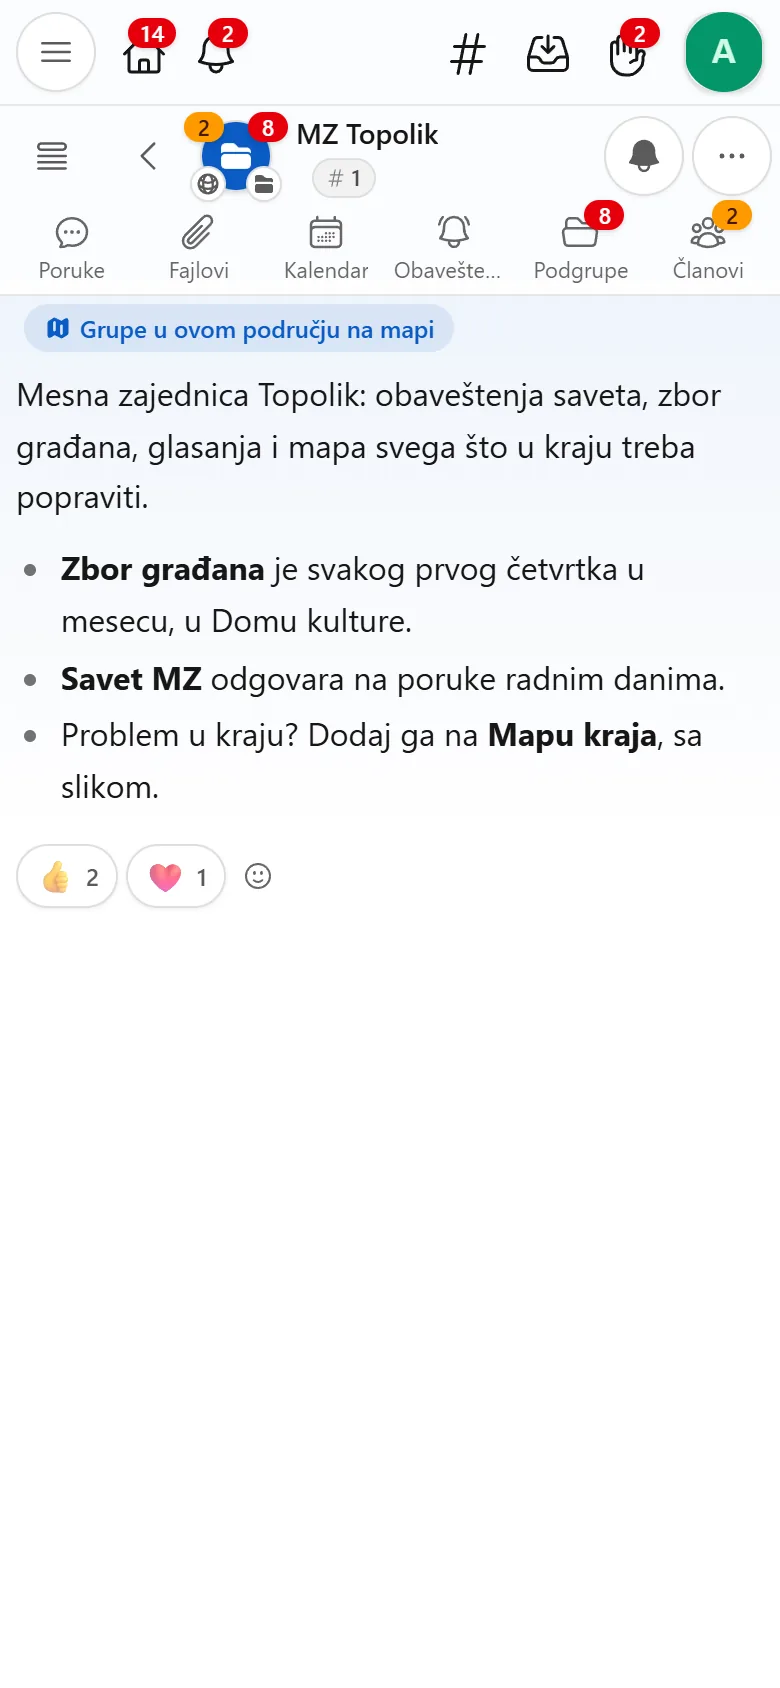 14
2
2
A
2
8
MZ Topolik
# 1
Poruke
Fajlovi
Kalendar
Obavešte...
8
Podgrupe
2
Članovi
Grupe u ovom području na mapi
Mesna zajednica Topolik: obaveštenja saveta, zbor
građana, glasanja i mapa svega što u kraju treba
popraviti.
Zbor građana je svakog prvog četvrtka u
mesecu, u Domu kulture.
Savet MZ odgovara na poruke radnim danima.
Problem u kraju? Dodaj ga na Mapu kraja, sa
slikom.
2
1